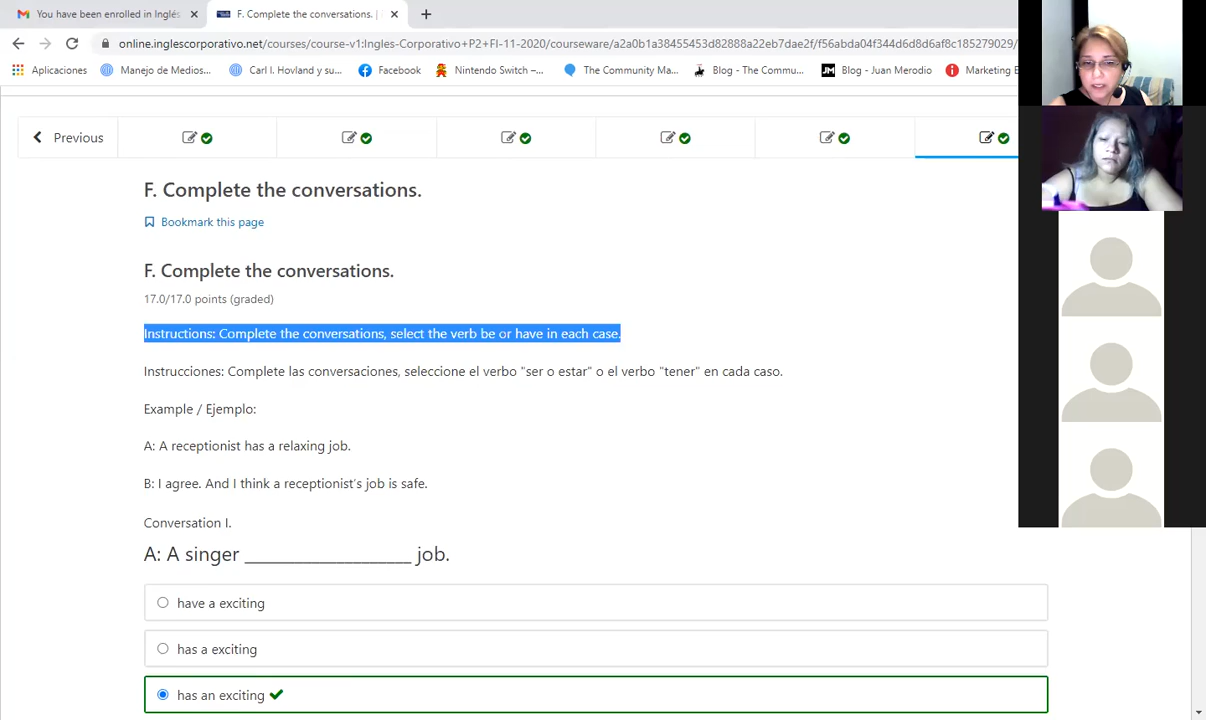 You have been enrolled in Inglés
F. Complete the conversations. |
online.inglescorporativo.net/courses/course-v1:Ingles-Corporativo+P2+FI-11-2020/courseware/a2a0b1a38455453d82888a22eb7dae2f/f56abda04f344d6d8d6af8c185279029/
Aplicaciones
Manejo de Medios...
Carl I. Hovland y su...
Facebook
Nintendo Switch –...
The Community Ma...
Blog - The Commu...
JM Blog - Juan Merodio
Marketing E
Previous
F. Complete the conversations.
Bookmark this page
F. Complete the conversations.
17.0/17.0 points (graded)
Instructions: Complete the conversations, select the verb be or have in each case.
Instrucciones: Complete las conversaciones, seleccione el verbo "ser o estar" o el verbo "tener" en cada caso.
Example / Ejemplo:
A: A receptionist has a relaxing job.
B: I agree. And I think a receptionist's job is safe.
Conversation I.
A: A singer __________________ job.
have a exciting
has a exciting
has an exciting